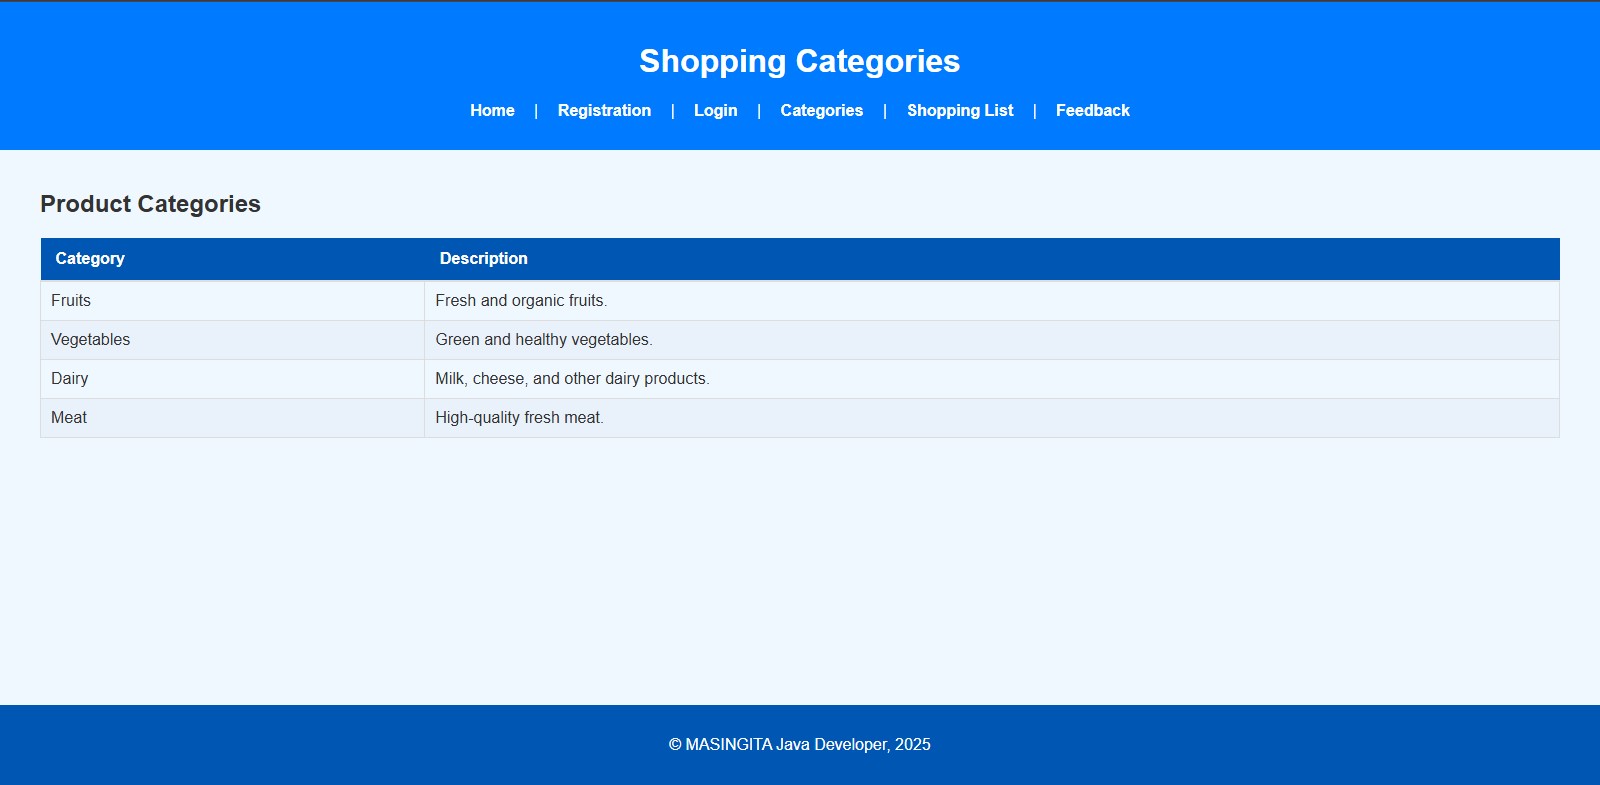 Shopping Categories
Home | Registration | Login | Categories | Shopping List | Feedback
Product Categories
Category Description
Fruits Fresh and organic fruits.
Vegetables Green and healthy vegetables.
Dairy Milk, cheese, and other dairy products.
Meat High-quality fresh meat.
© MASINGITA Java Developer, 2025